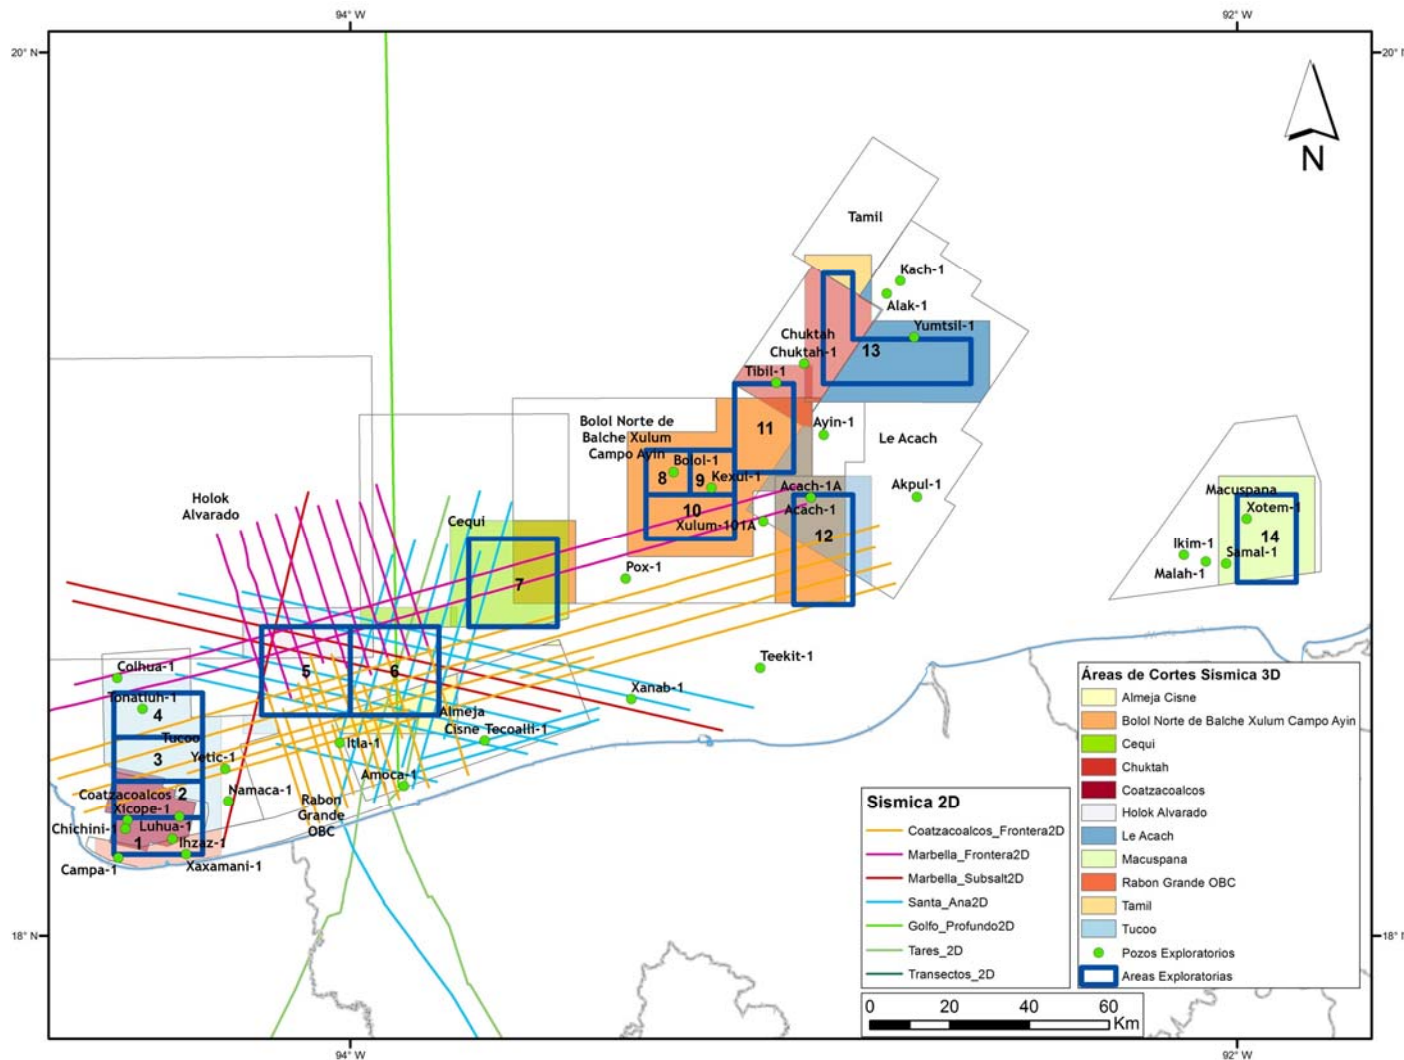 94° W
92° W
20° N
20° N
N
Tamil
Kach-1
Alak-1
Chuktah
Yumtsil-1
Chuktah-1
13
Tibil-1
Bolol Norte de
Balche Xulum
Campo Ayin
11
Ayin-1
Le Acach
Bolol-1
8
9
Kexul-1
Holok
Alvarado
Cequi
10
Acach-1A
Akpul-1
Acach-1
Xulum-101A
12
Macuspana
Xotem-1
14
Ikim-1
Samal-1
Malah-1
Pox-1
7
Teekit-1
Colhua-1
5
6
Xanab-1
Tonatiuh-1
4
Almeja
Cisne
Tecoalli-1
Tucoo
3
Yetic-1
Itla-1
Amoca-1
Coatzacoalcos
2
Namaca-1
Xicope-1
Rabon
Grande
OBC
Chichini-1
Luhua-1
1
Ihzaz-1
Campa-1
Xaxamani-1
18° N
18° N
Sismica 2D
Coatzacoalcos_Frontera2D
Marbella_Frontera2D
Marbella_Subsalt2D
Santa_Ana2D
Golfo_Profundo2D
Tares_2D
Transectos_2D
Áreas de Cortes Sísmica 3D
Almeja Cisne
Bolol Norte de Balche Xulum Campo Ayin
Cequi
Chuktah
Coatzacoalcos
Holok Alvarado
Le Acach
Macuspana
Rabon Grande OBC
Tamil
Tucoo
Pozos Exploratorios
Areas Exploratorias
0 20 40 60
Km
94° W
92° W